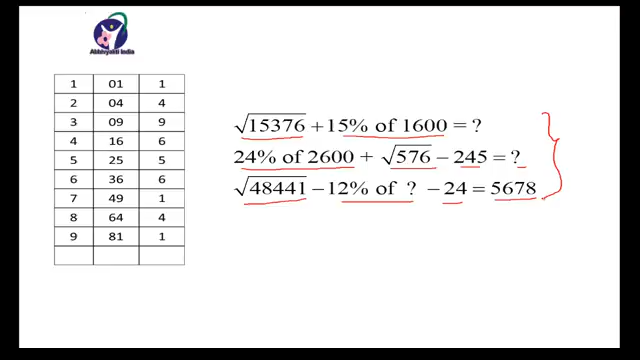 Abhivyakti India
1 01 1
2 04 4
3 09 9
4 16 6
5 25 5
6 36 6
7 49 1
8 64 4
9 81 1
√15376 + 15% of 1600 = ?
24% of 2600 + √576 − 245 = ?
√48441 − 12% of ? − 24 = 5678